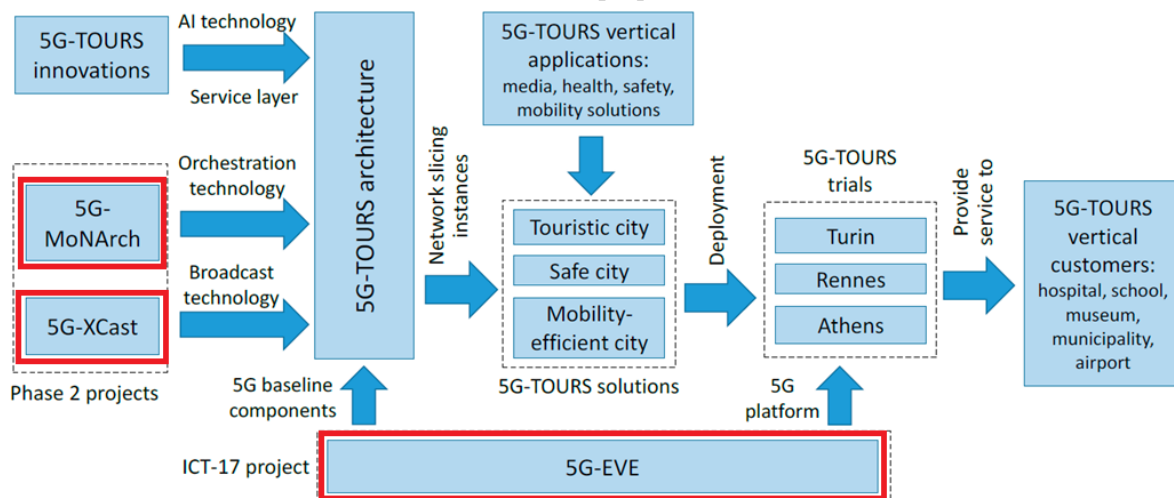 5G-TOURS
innovations
AI technology
Service layer
5G-
MoNArch
Orchestration
technology
5G-XCast
Broadcast
technology
Phase 2 projects
5G-TOURS architecture
5G baseline
components
Network slicing
instances
5G-TOURS vertical
applications:
media, health, safety,
mobility solutions
Touristic city
Safe city
Mobility-
efficient city
5G-TOURS solutions
Deployment
5G-TOURS
trials
Turin
Rennes
Athens
5G
platform
Provide
service to
5G-TOURS
vertical
customers:
hospital, school,
museum,
municipality,
airport
ICT-17 project
5G-EVE